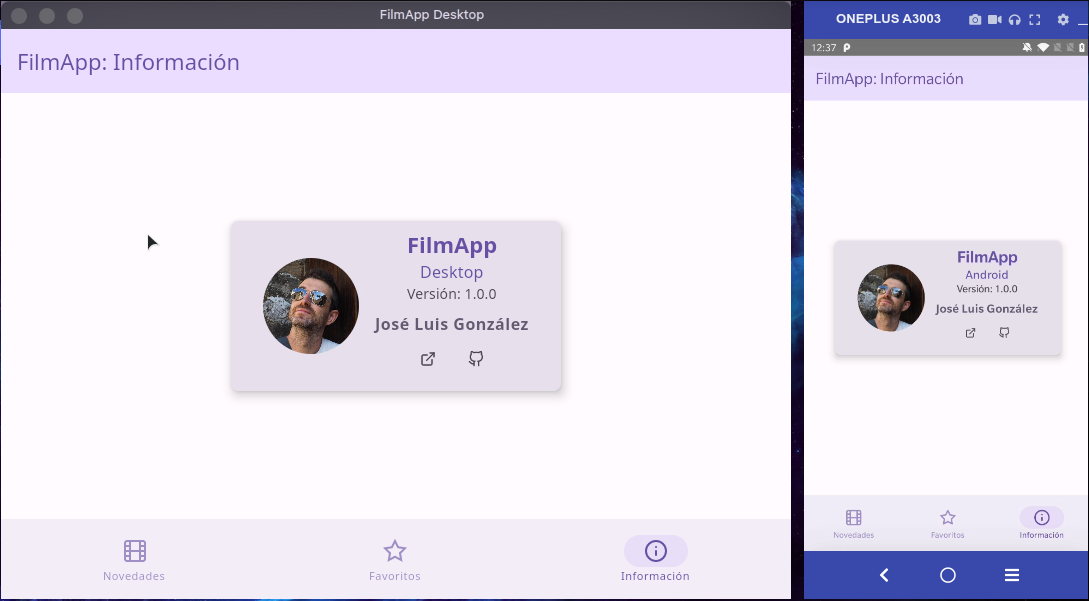 FilmApp Desktop
FilmApp: Información
FilmApp
Desktop
Versión: 1.0.0
José Luis González
Novedades
Favoritos
Información
ONEPLUS A3003
12:37
FilmApp: Información
FilmApp
Android
Versión: 1.0.0
José Luis González
Novedades
Favoritos
Información